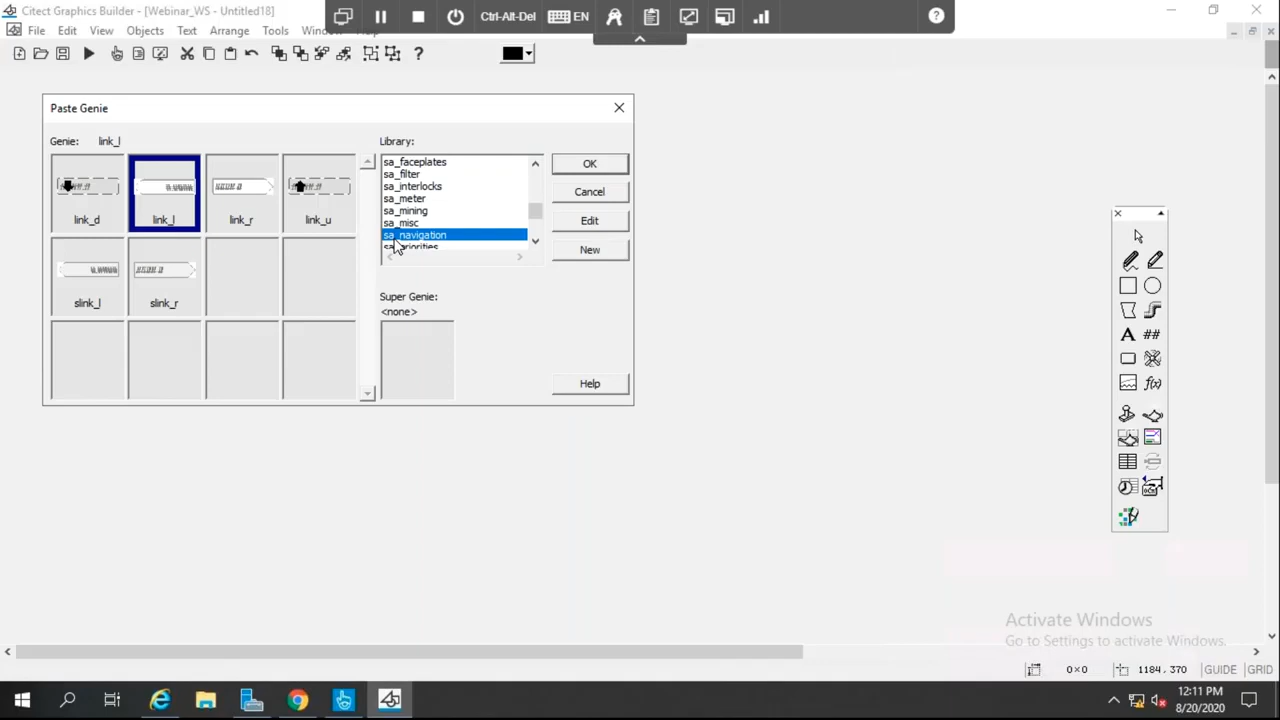 Citect Graphics Builder - [Webinar_WS - Untitled18]
Ctrl-Alt-Del
EN
File Edit View Objects Text Arrange Tools Window Help
Paste Genie
Genie: link_l
Library:
link_d
link_l
link_r
link_u
slink_l
slink_r
sa_faceplates
sa_filter
sa_interlocks
sa_meter
sa_mining
sa_misc
sa_navigation
sa_priorities
OK
Cancel
Edit
New
Super Genie:
<none>
Help
A ##
f(x)
Activate Windows
Go to Settings to activate Windows.
0×0
1184,370
GUIDE
GRID
12:11 PM
8/20/2020